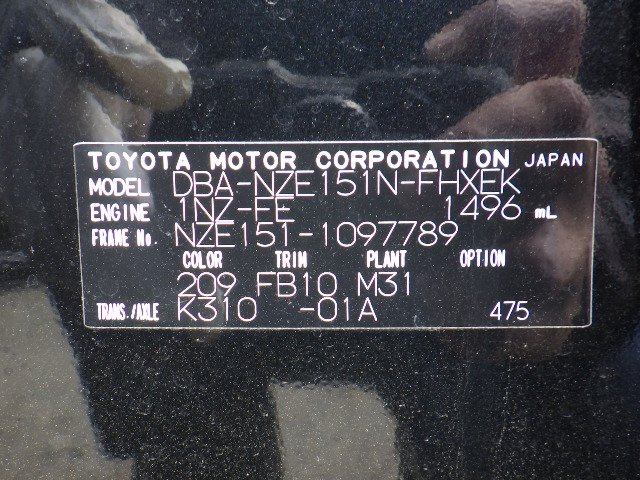 TOYOTA MOTOR CORPORATION JAPAN
MODEL DBA-NZE151N-FHXEK
ENGINE 1NZ-FE 1496 mL
FRAME No. NZE151-1097789
COLOR TRIM PLANT OPTION
209 FB10 M31
TRANS./AXLE K310 -01A 475